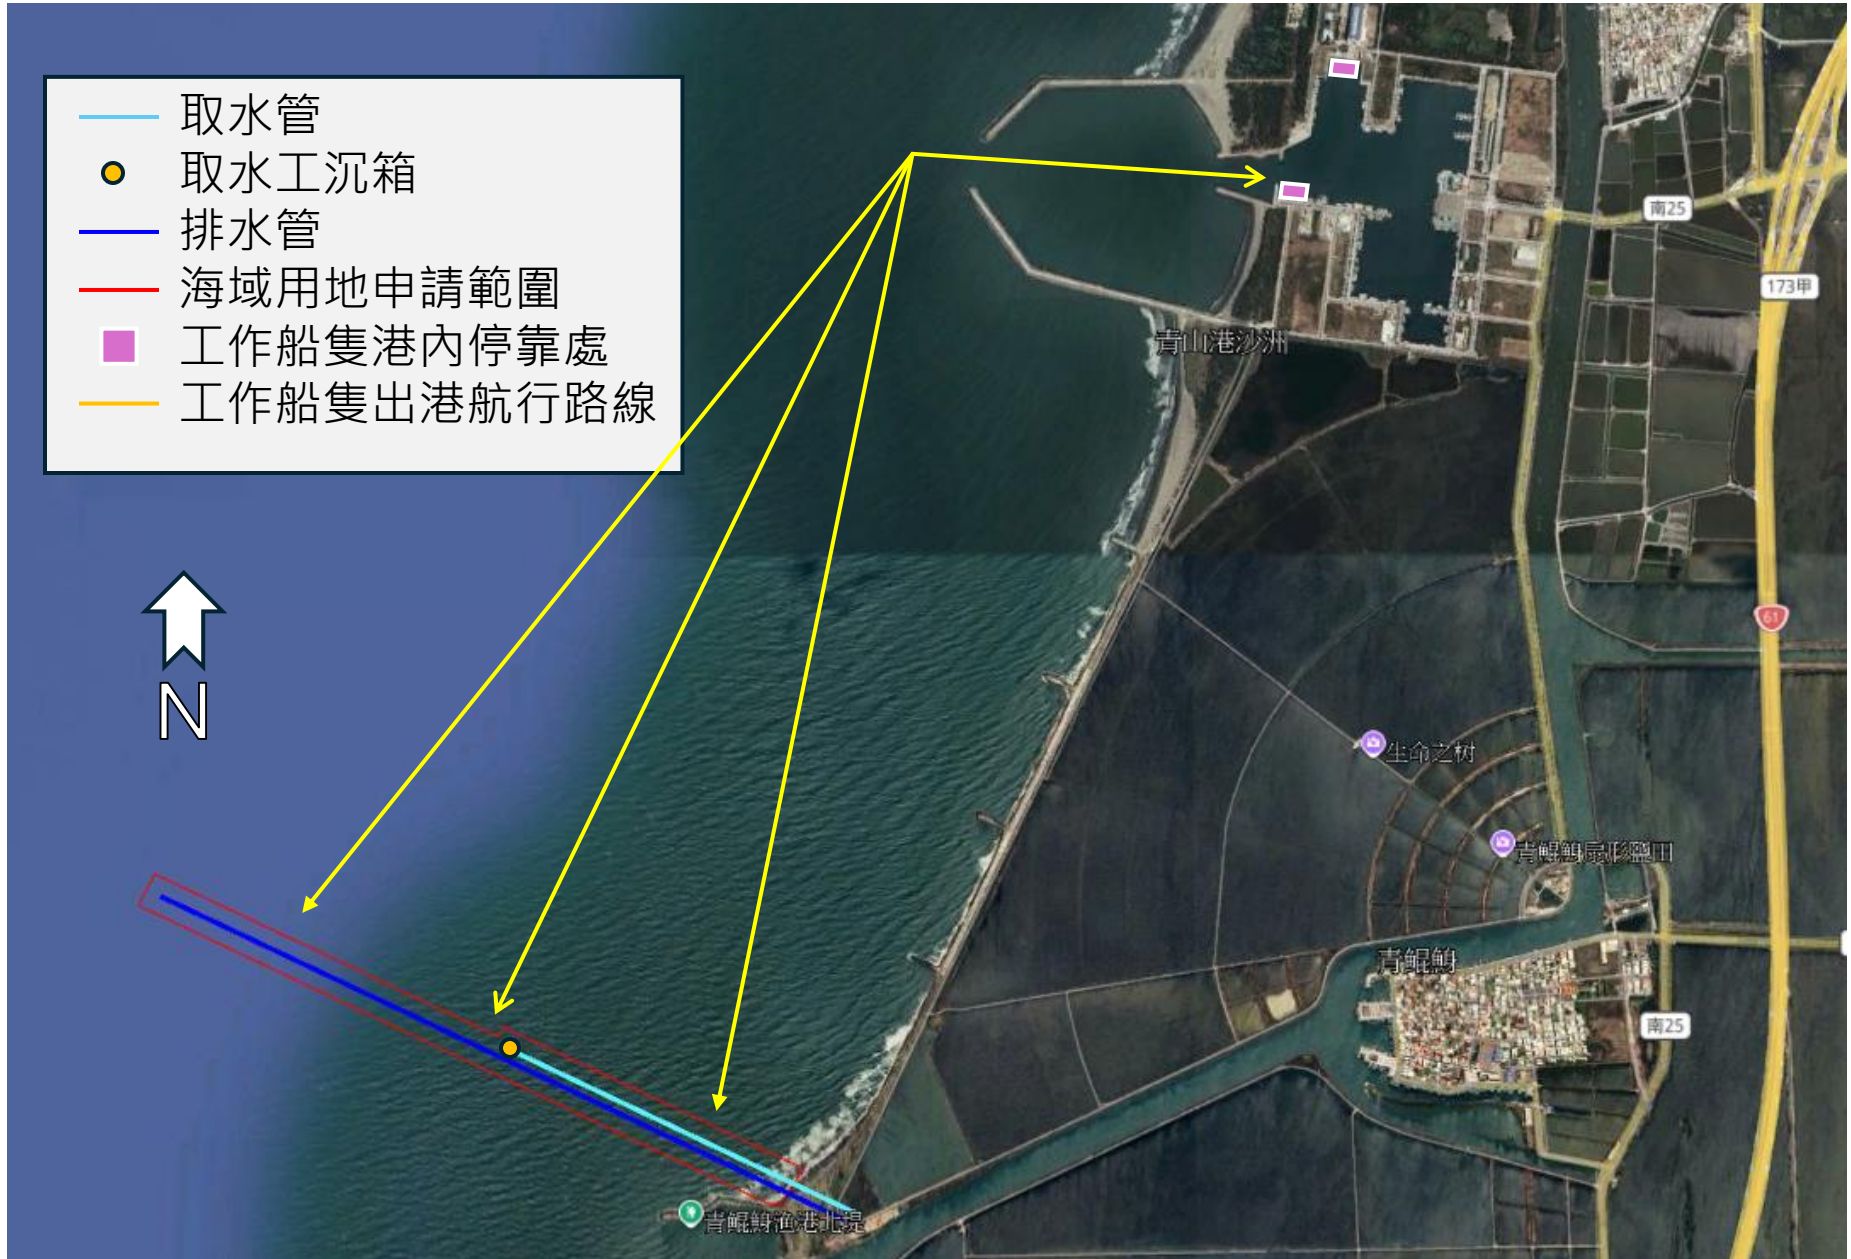 取水管
取水工沉箱
排水管
海域用地申請範圍
工作船隻港內停靠處
工作船隻出港航行路線
N
南25
173甲
青山港沙洲
61
生命之树
青鲲鯓扇形鹽田
青鯤鯓
南25
青鯤鯓漁港北堤